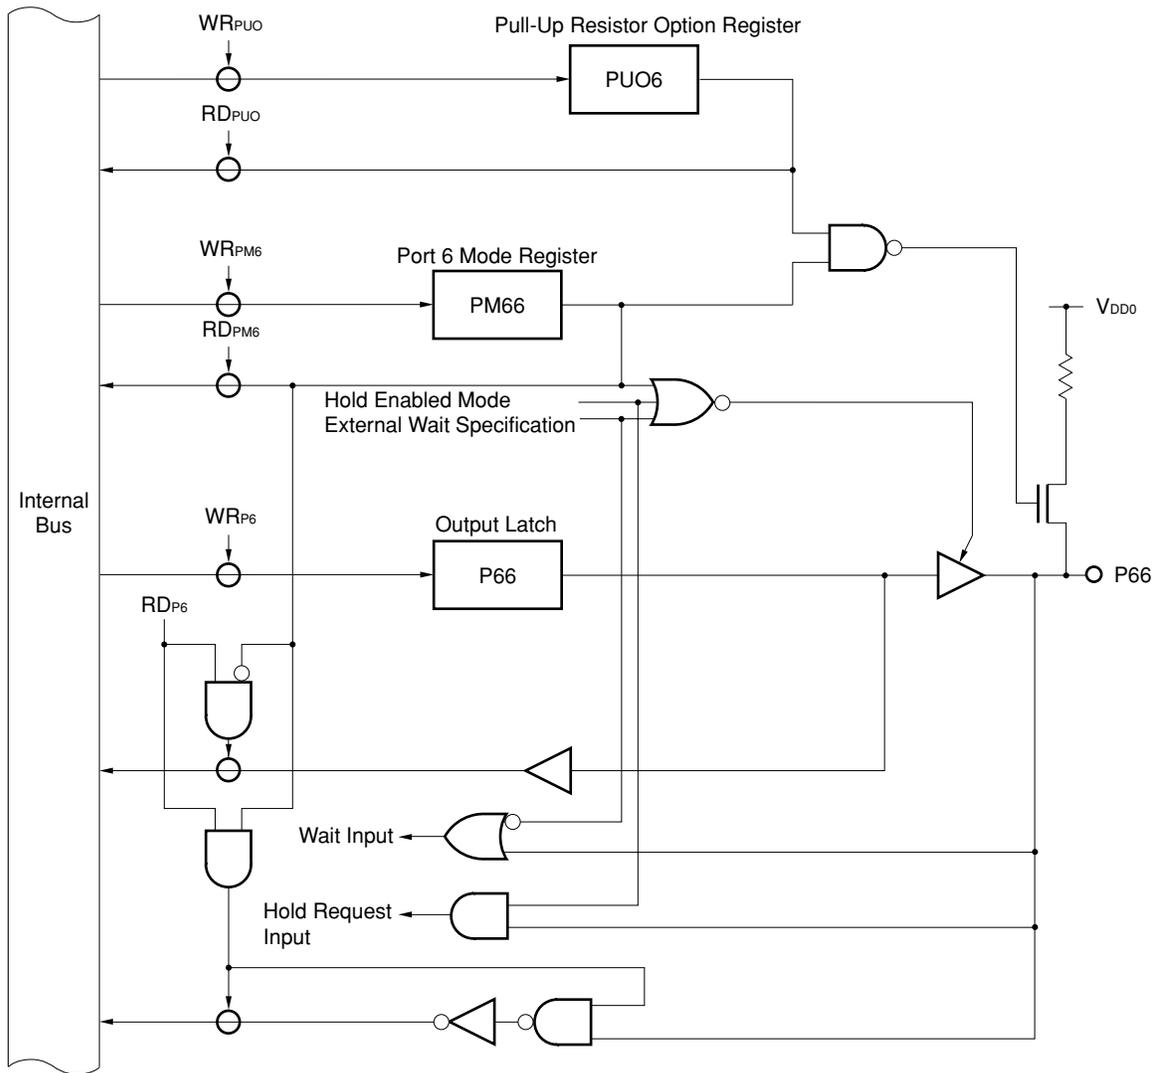 WRPUO
Pull-Up Resistor Option Register
PUO6
RDPUO
WRPM6
Port 6 Mode Register
PM66
VDD0
RDPM6
Hold Enabled Mode
External Wait Specification
Internal
Bus
WRP6
Output Latch
P66
P66
RDP6
Wait Input
Hold Request
Input